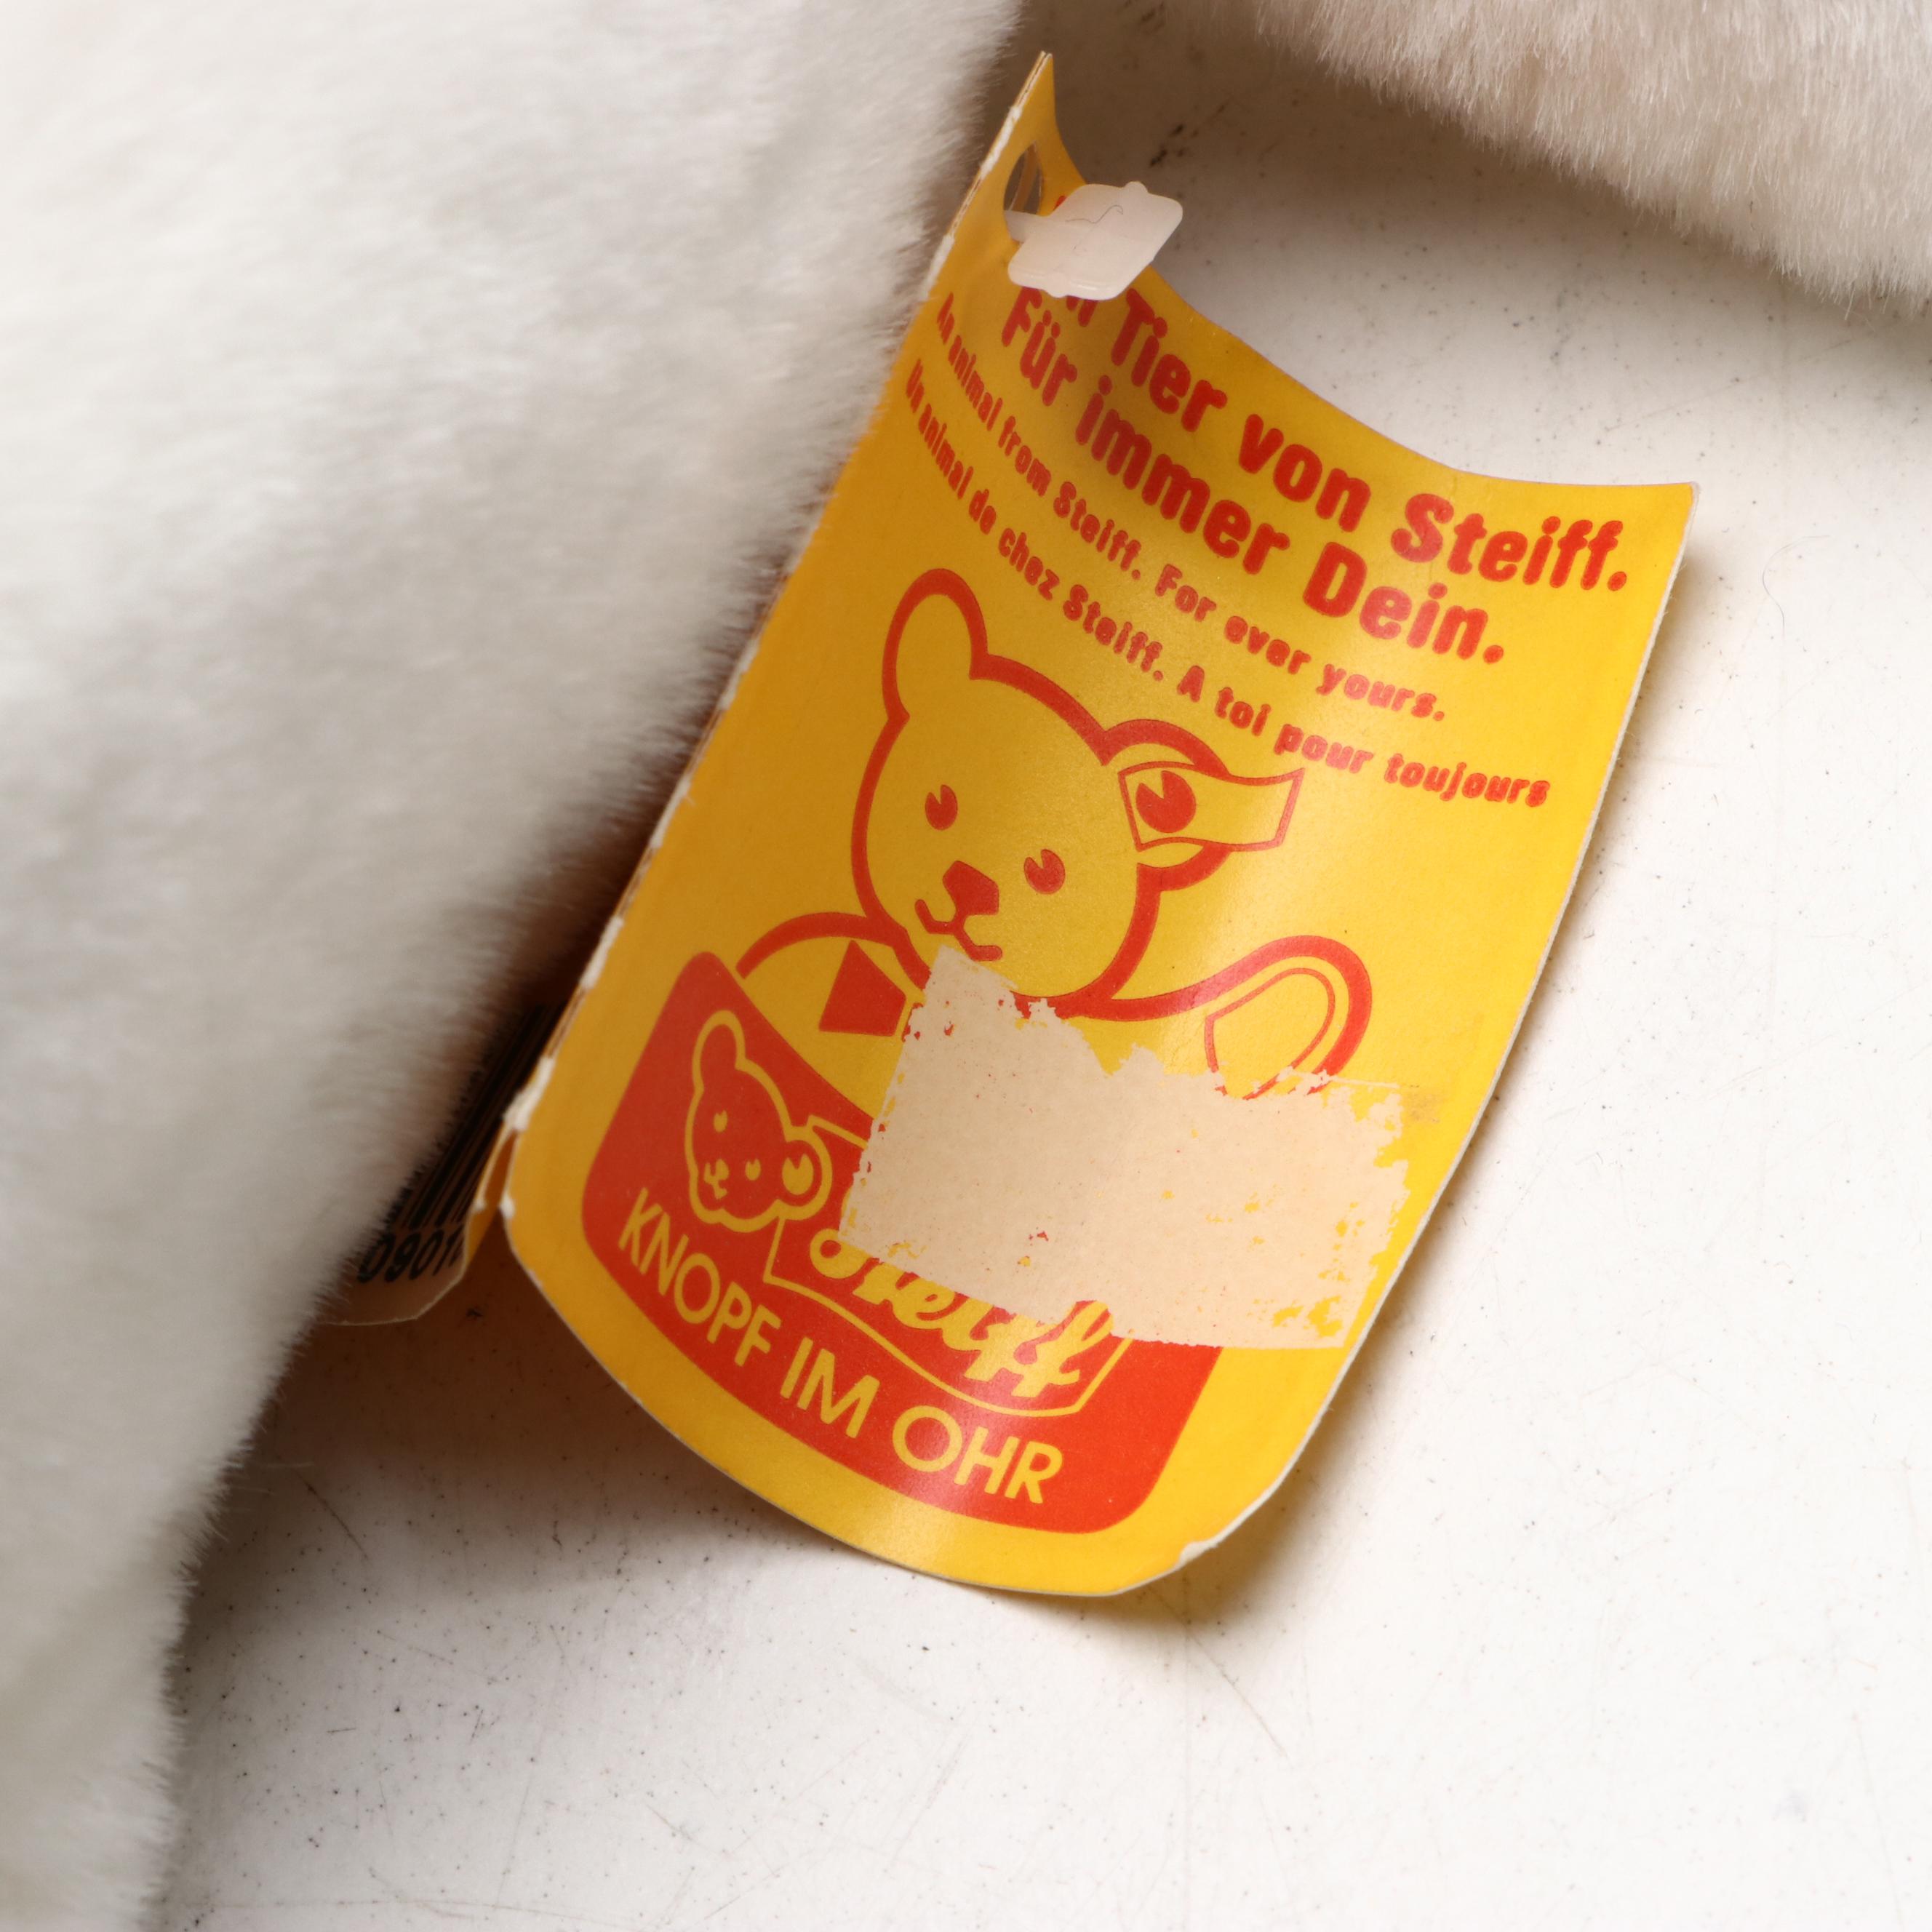 Tier von Steiff.
Für immer Dein.
An animal from Steiff. For ever yours.
Un animal de chez Steiff. A toi pour toujours
Steiff
KNOPF IM OHR